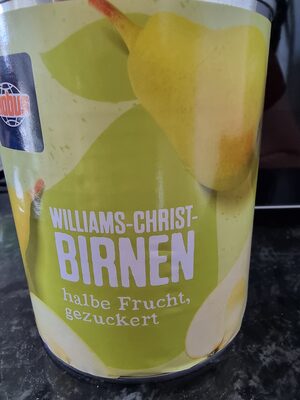 WILLIAMS-CHRIST-
BIRNEN
halbe Frucht,
gezuckert